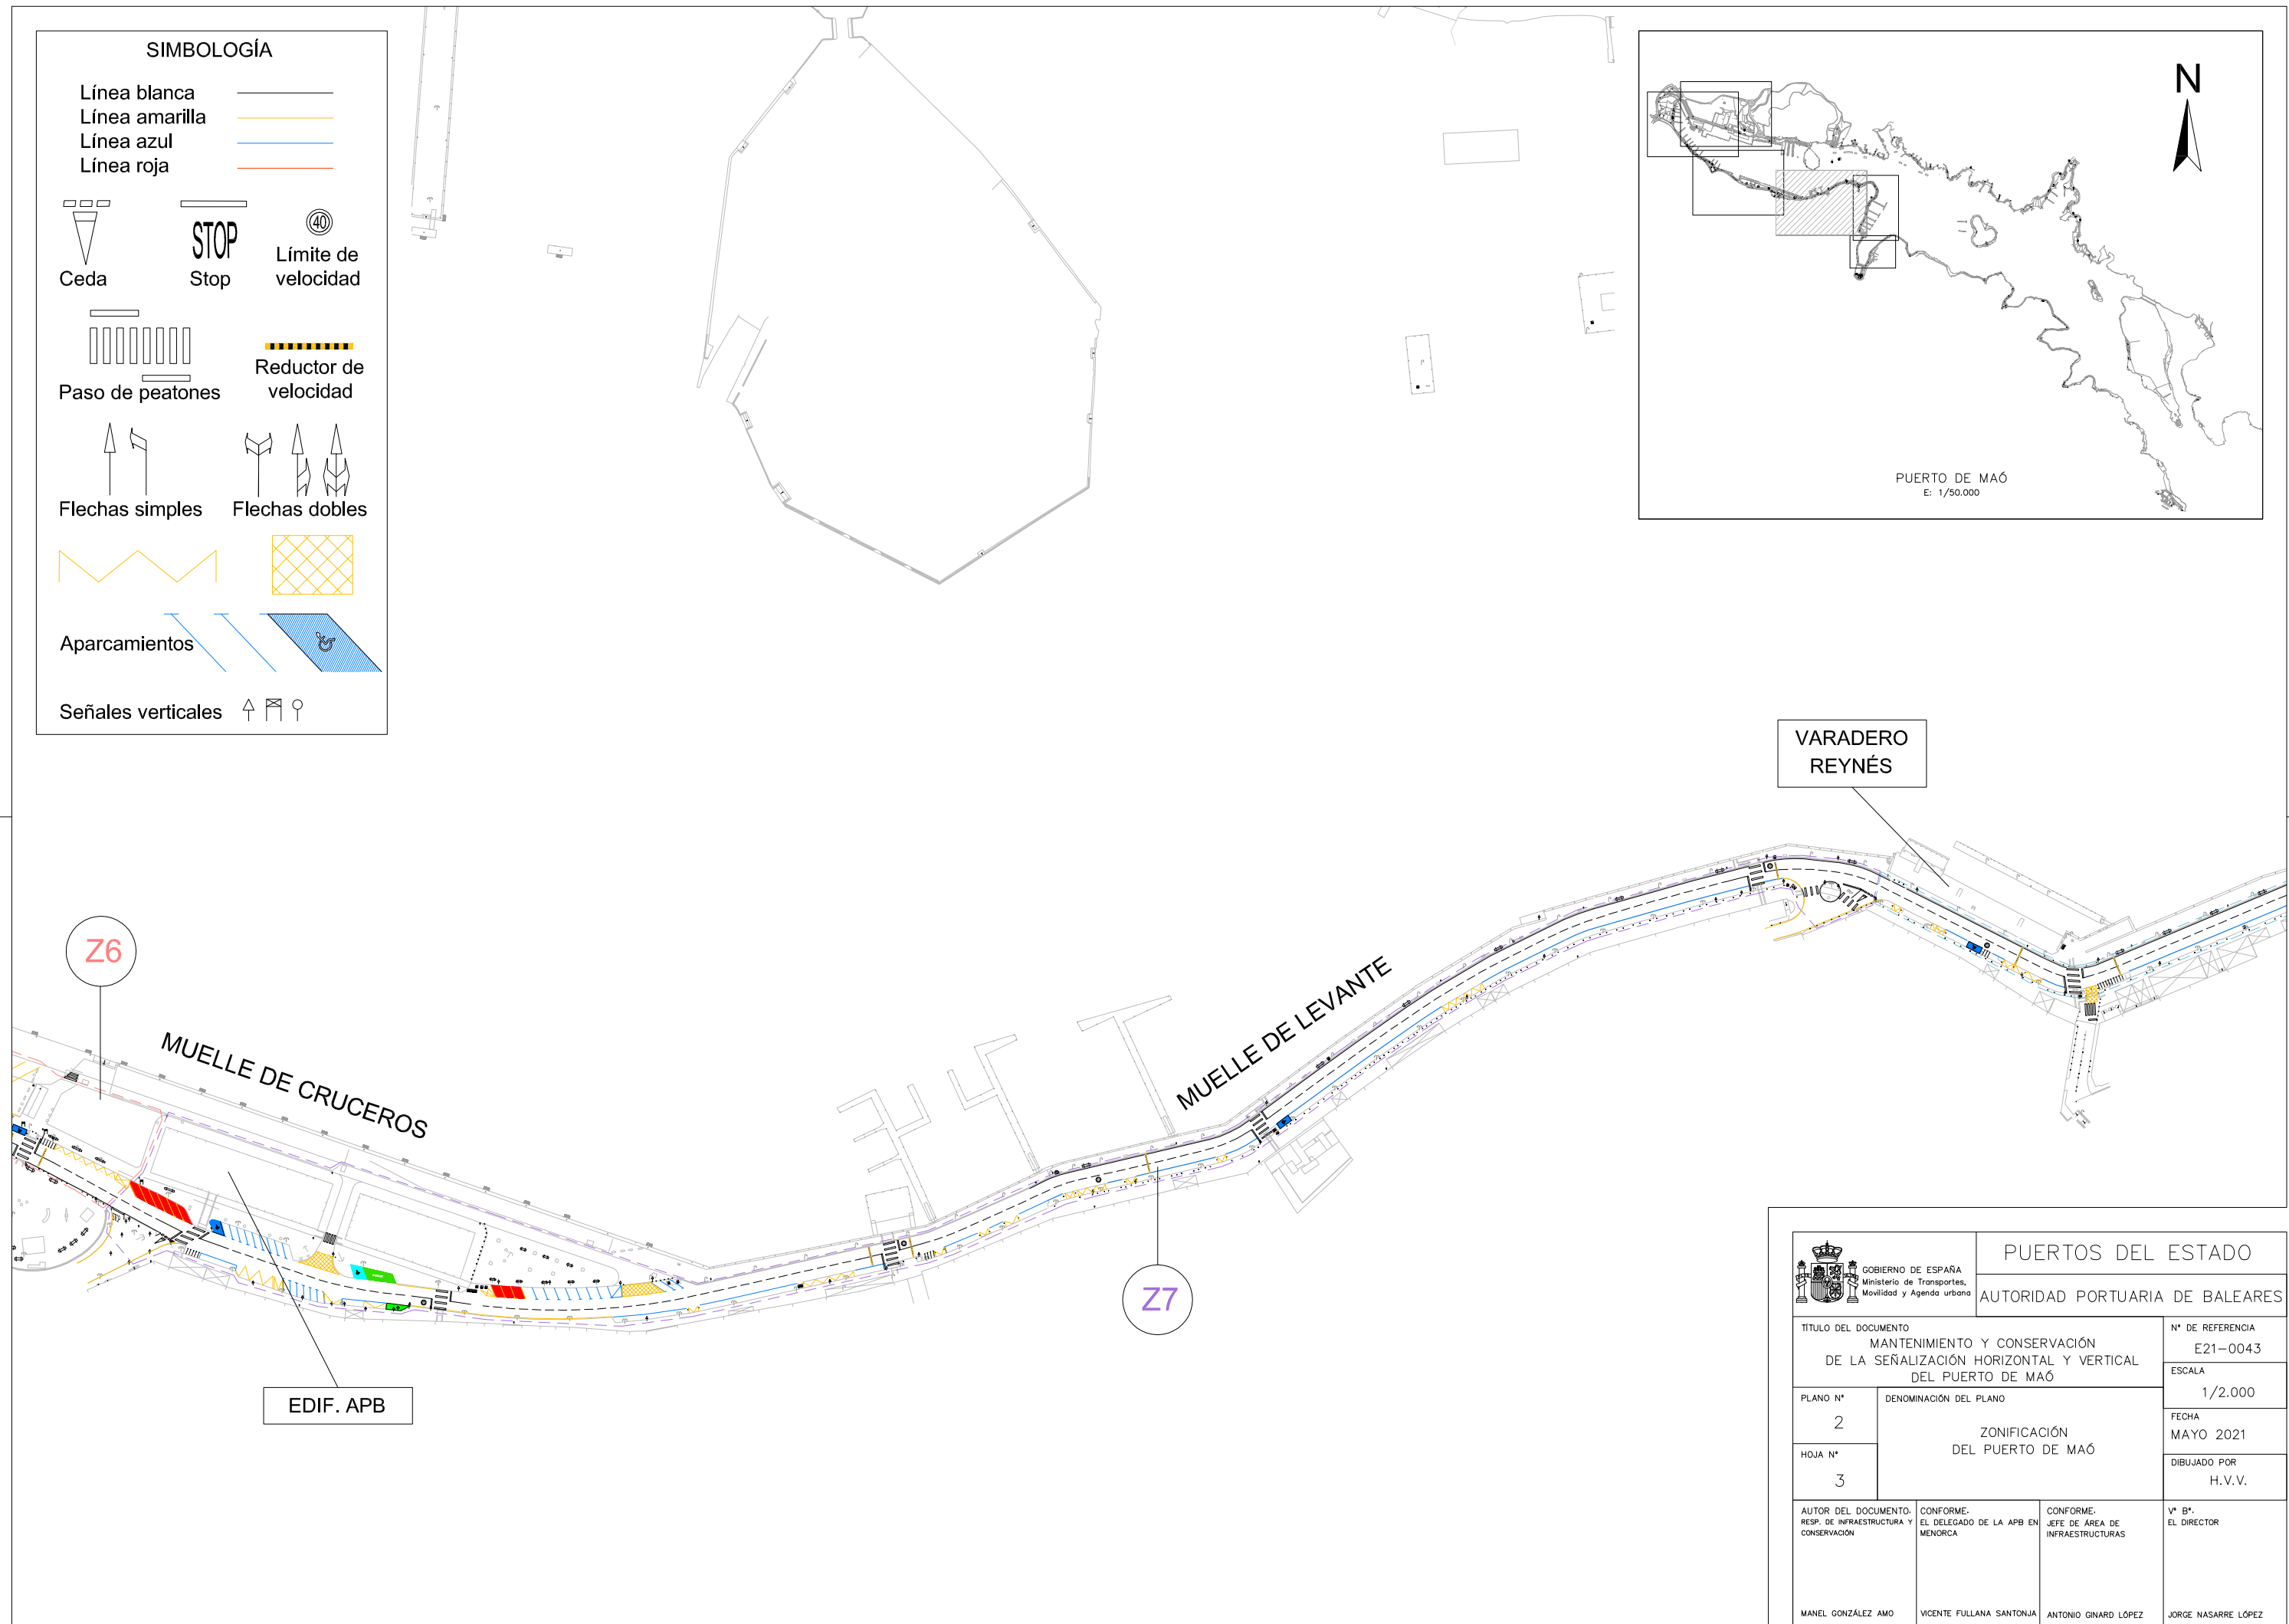 SIMBOLOGÍA
Línea blanca
Línea amarilla
Línea azul
Línea roja
STOP
40
Ceda
Stop
Límite de
velocidad
Paso de peatones
Reductor de
velocidad
Flechas simples
Flechas dobles
Aparcamientos
Señales verticales
N
PUERTO DE MAÓ
E: 1/50.000
VARADERO
REYNÉS
Z6
MUELLE DE CRUCEROS
MUELLE DE LEVANTE
Z7
EDIF. APB
GOBIERNO DE ESPAÑA
Ministerio de Transportes,
Movilidad y Agenda urbana
PUERTOS DEL ESTADO
AUTORIDAD PORTUARIA DE BALEARES
TÍTULO DEL DOCUMENTO
MANTENIMIENTO Y CONSERVACIÓN
DE LA SEÑALIZACIÓN HORIZONTAL Y VERTICAL
DEL PUERTO DE MAÓ
Nº DE REFERENCIA
E21-0043
ESCALA
1/2.000
PLANO Nº
2
DENOMINACIÓN DEL PLANO
ZONIFICACIÓN
DEL PUERTO DE MAÓ
FECHA
MAYO 2021
HOJA Nº
3
DIBUJADO POR
H.V.V.
AUTOR DEL DOCUMENTO.
RESP. DE INFRAESTRUCTURA Y
CONSERVACIÓN
MANEL GONZÁLEZ AMO
CONFORME.
EL DELEGADO DE LA APB EN
MENORCA
VICENTE FULLANA SANTONJA
CONFORME.
JEFE DE ÁREA DE
INFRAESTRUCTURAS
ANTONIO GINARD LÓPEZ
Vº Bº.
EL DIRECTOR
JORGE NASARRE LÓPEZ